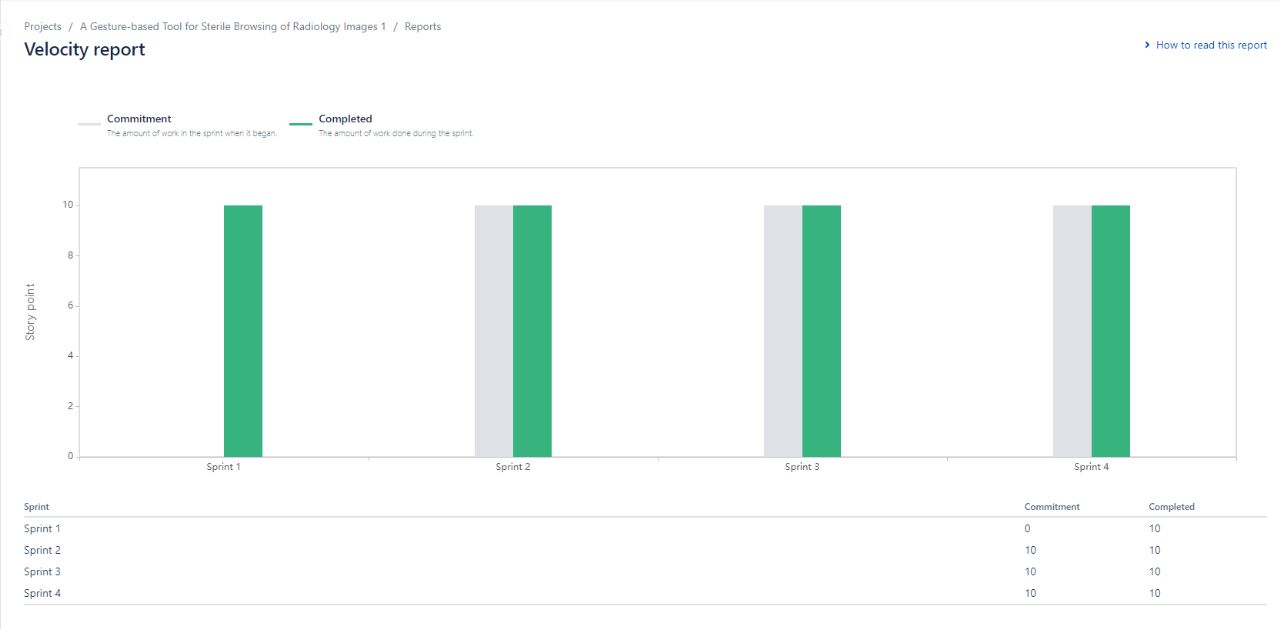 Projects / A Gesture-based Tool for Sterile Browsing of Radiology Images 1 / Reports
Velocity report
How to read this report
Commitment
The amount of work in the sprint when it began.
Completed
The amount of work done during the sprint.
Story point
10
8
6
4
2
0
Sprint 1 Sprint 2 Sprint 3 Sprint 4
Sprint Commitment Completed
Sprint 1 0 10
Sprint 2 10 10
Sprint 3 10 10
Sprint 4 10 10